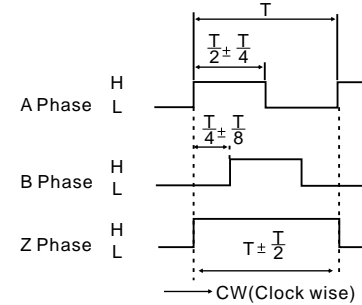 T
T/2 ± T/4
H
A Phase L
T/4 ± T/8
H
B Phase L
H
Z Phase L
T ± T/2
CW(Clock wise)